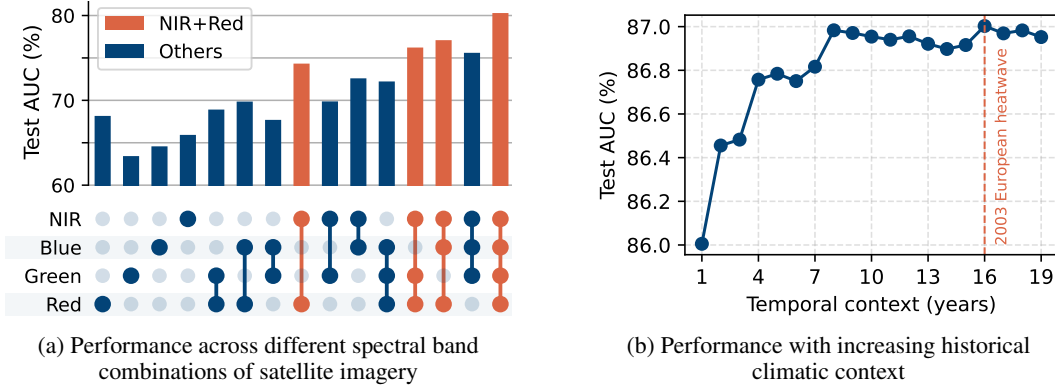 80
70
60
Test AUC (%)
NIR+Red
Others
NIR
Blue
Green
Red
(a) Performance across different spectral band
combinations of satellite imagery
87.0
86.8
86.6
86.4
86.2
86.0
Test AUC (%)
2003 European heatwave
1 4 7 10 13 16 19
Temporal context (years)
(b) Performance with increasing historical
climatic context